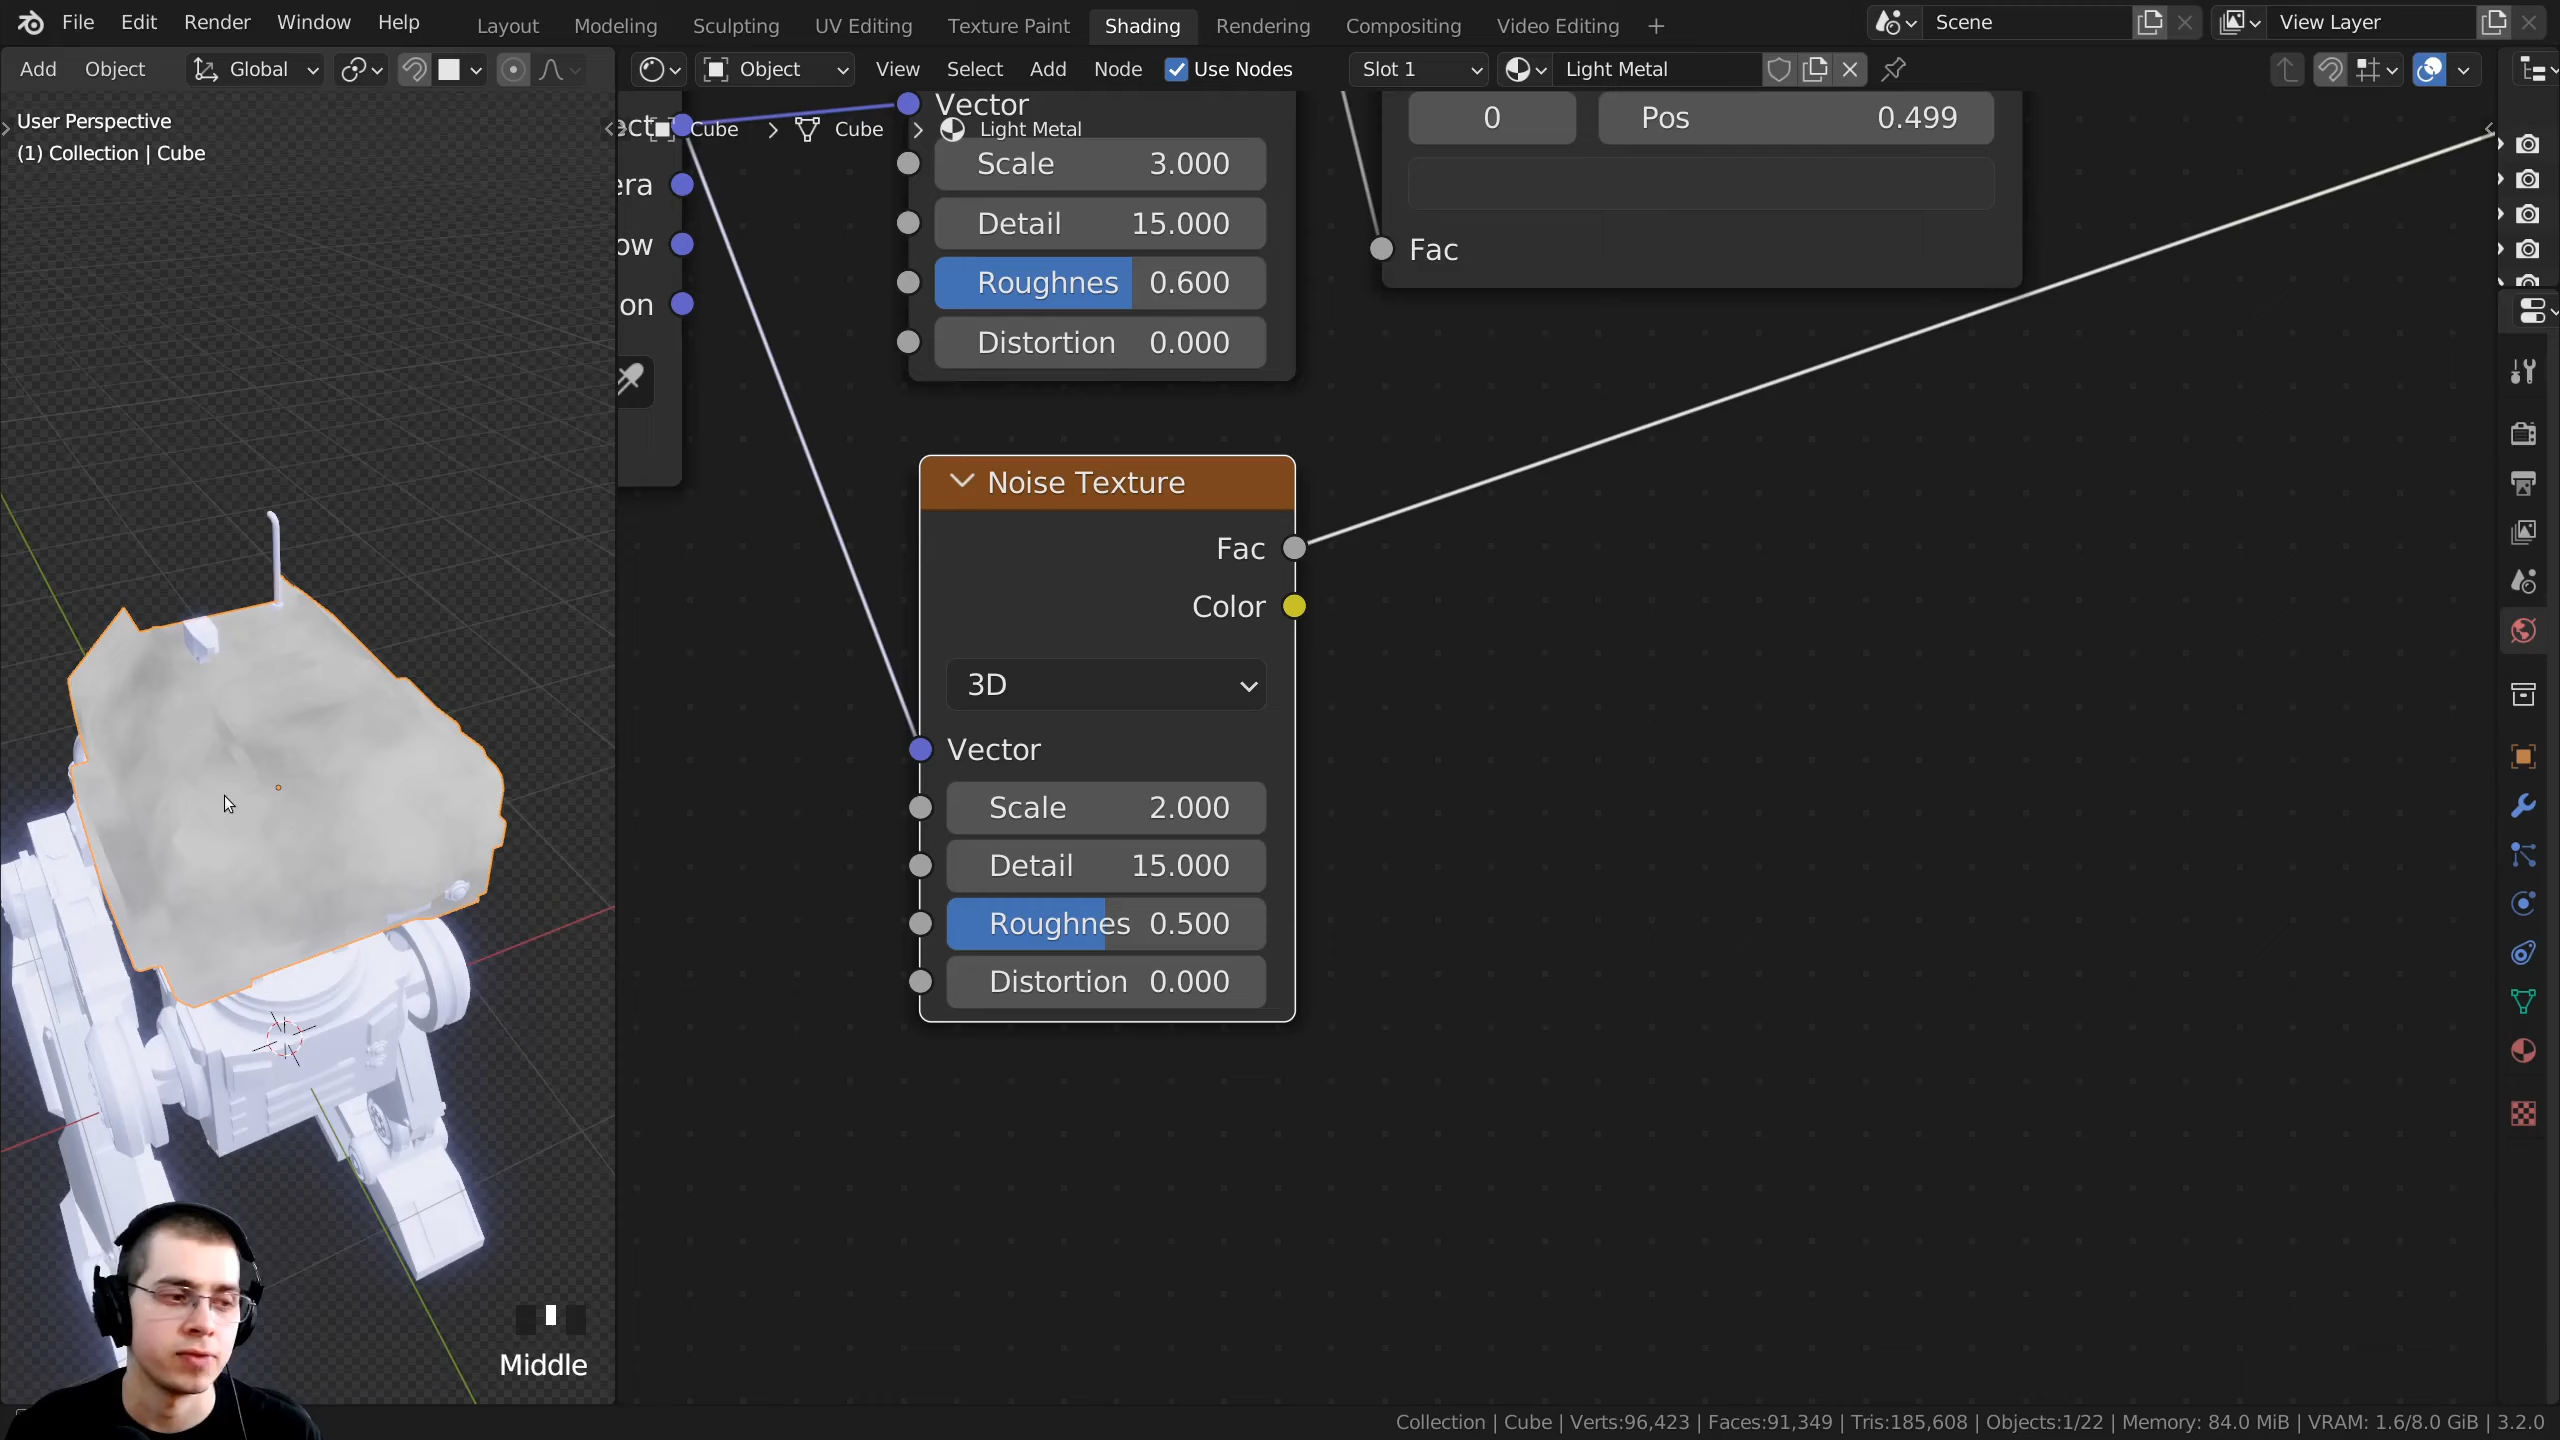 File Edit Render Window Help Layout Modeling Sculpting UV Editing Texture Paint Shading Rendering Compositing Video Editing + Scene View Layer
Add Object Global Object View Select Add Node Use Nodes Slot 1 Light Metal
User Perspective
(1) Collection | Cube
Vector
ect Cube > Cube > Light Metal
0 Pos 0.499
Scale 3.000
era
Detail 15.000
ow
Fac
Roughnes 0.600
on
Distortion 0.000
Noise Texture
Fac
Color
3D
Vector
Scale 2.000
Detail 15.000
Roughnes 0.500
Distortion 0.000
Middle
Collection | Cube | Verts:96,423 | Faces:91,349 | Tris:185,608 | Objects:1/22 | Memory: 84.0 MiB | VRAM: 1.6/8.0 GiB | 3.2.0